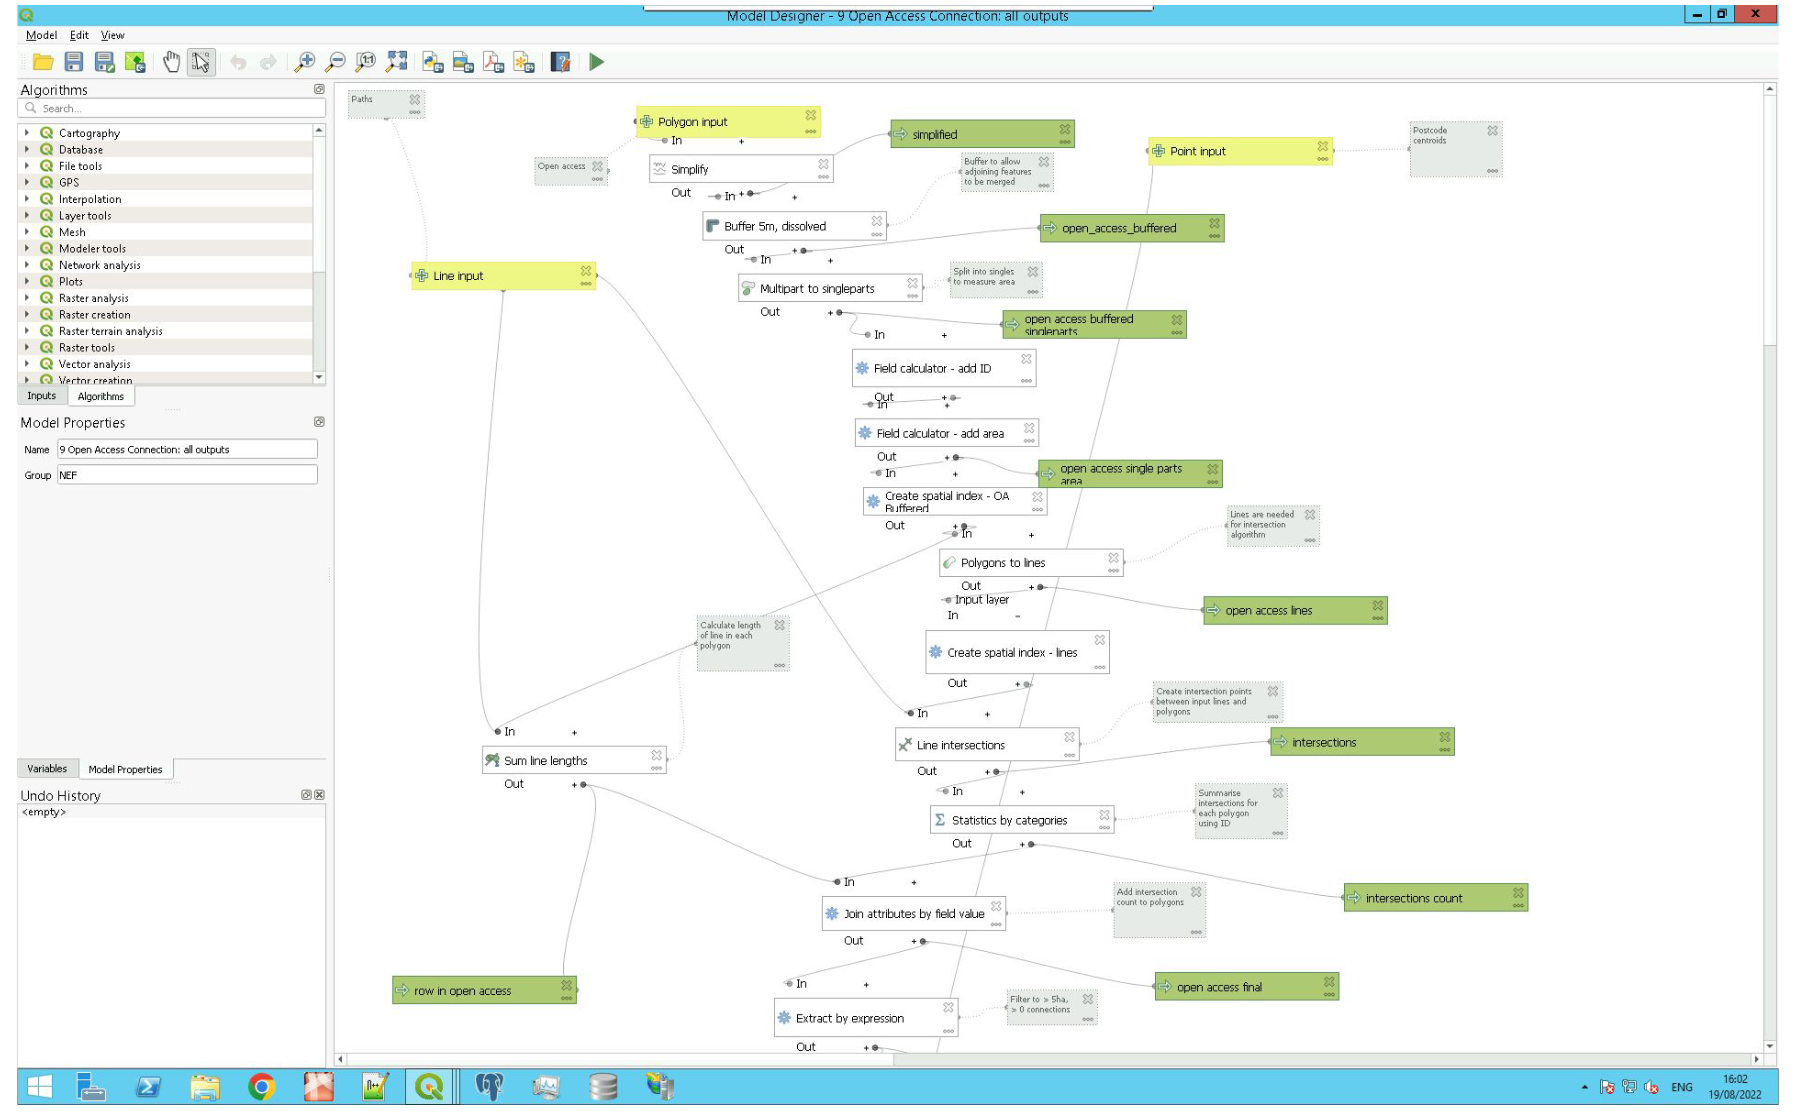 Model Designer - 9 Open Access Connection: all outputs
Model Edit View
Algorithms
Search...
Cartography
Database
File tools
GPS
Interpolation
Layer tools
Mesh
Modeler tools
Network analysis
Plots
Raster analysis
Raster creation
Raster terrain analysis
Raster tools
Vector analysis
Vector creation
Inputs Algorithms
Model Properties
Name 9 Open Access Connection: all outputs
Group NEF
Variables Model Properties
Undo History
<empty>
Paths
Polygon input
In +
Open access
Simplify
simplified
Out In + +
Buffer to allow
adjoining features
to be merged
Point input
Postcode
centroids
Buffer 5m, dissolved
open_access_buffered
Out +
In +
Line input
Multipart to singleparts
Split into singles
to measure area
Out +
open access buffered
singleparts
In +
Field calculator - add ID
Out +
In +
Field calculator - add area
Out +
In +
open access single parts
area
Create spatial index - OA
Buffered
Out +
In +
Lines are needed
for intersection
algorithm
Polygons to lines
Out +
Input layer
In -
open access lines
Calculate length
of line in each
polygon
Create spatial index - lines
Out +
In +
Create intersection points
between input lines and
polygons
Line intersections
intersections
Out +
In +
In +
Sum line lengths
Out +
Summarise
intersections for
each polygon
using ID
Statistics by categories
Out +
In +
Add intersection
count to polygons
intersections count
Join attributes by field value
Out +
In +
row in open access
open access final
Filter to > 5ha,
> 0 connections
Extract by expression
Out +
ENG
16:02
19/08/2022